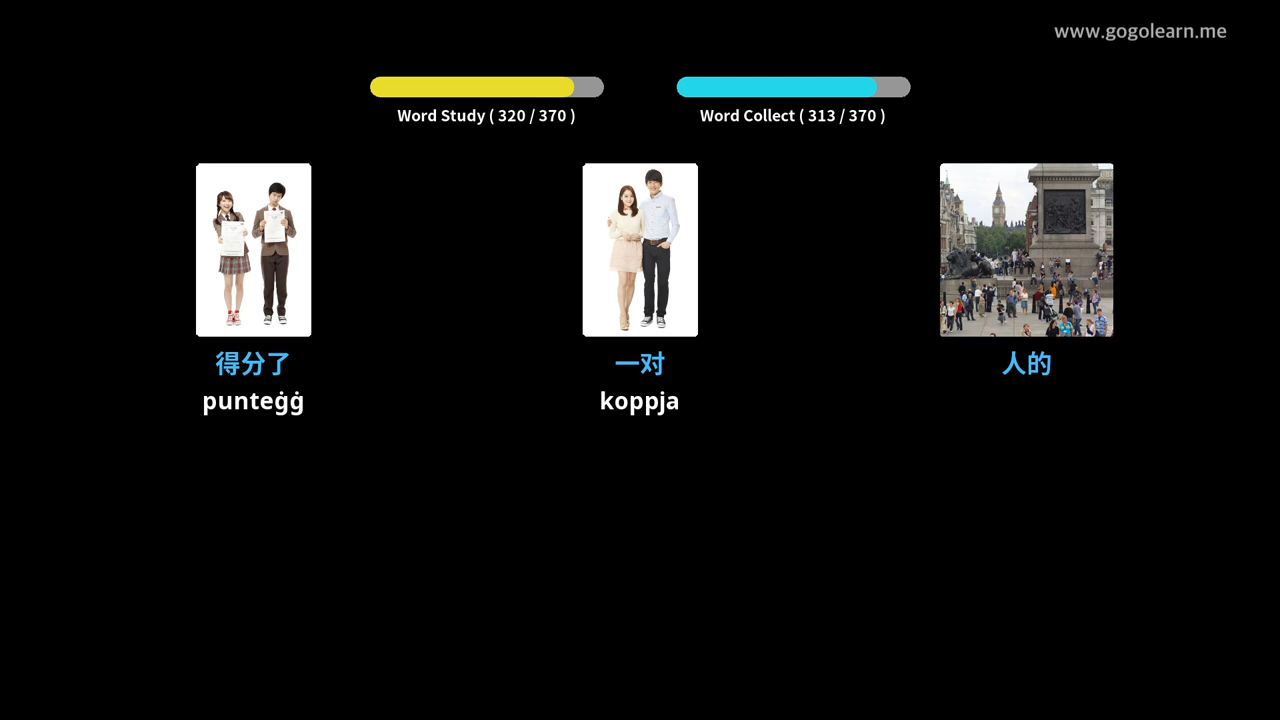 www.gogolearn.me
Word Study ( 320 / 370 )
Word Collect ( 313 / 370 )
得分了
一对
人的
punteġġ
koppja